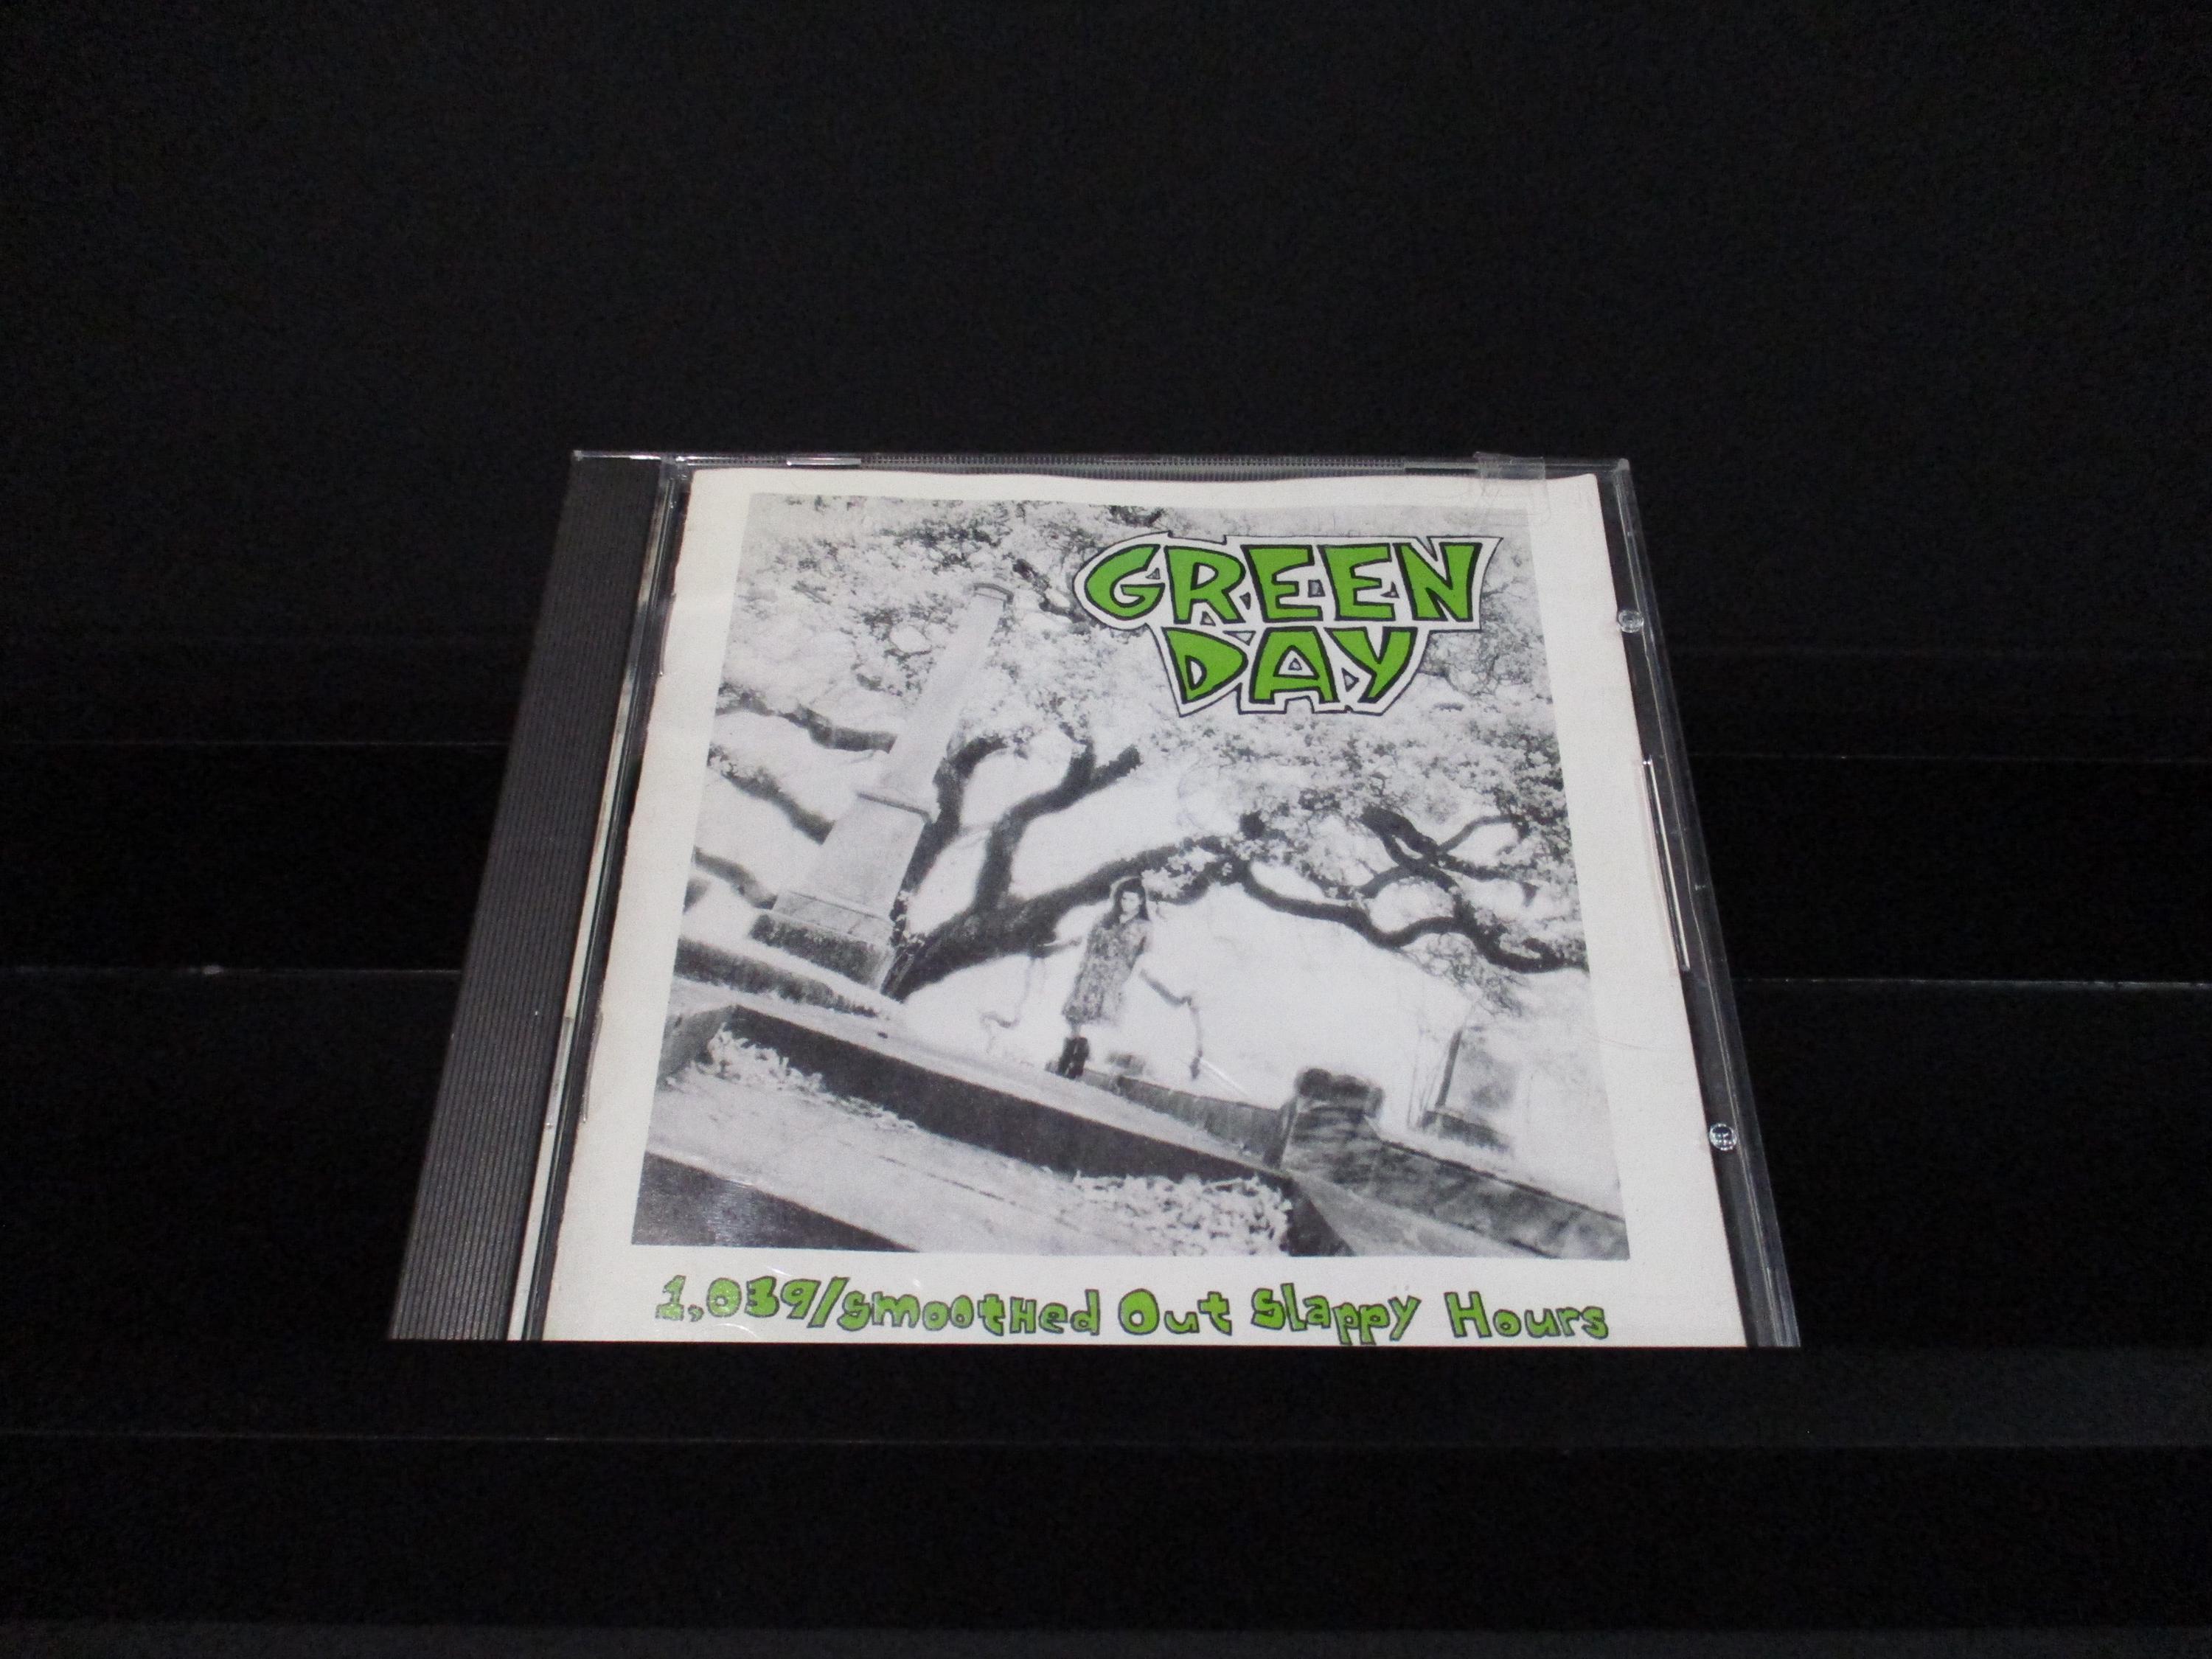 GREEN
DAY
1,039/Smoothed Out Slappy Hours